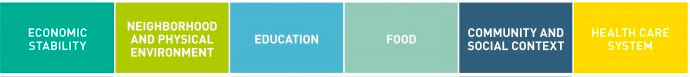 ECONOMIC
STABILITY
NEIGHBORHOOD
AND PHYSICAL
ENVIRONMENT
EDUCATION
FOOD
COMMUNITY AND
SOCIAL CONTEXT
HEALTH CARE
SYSTEM